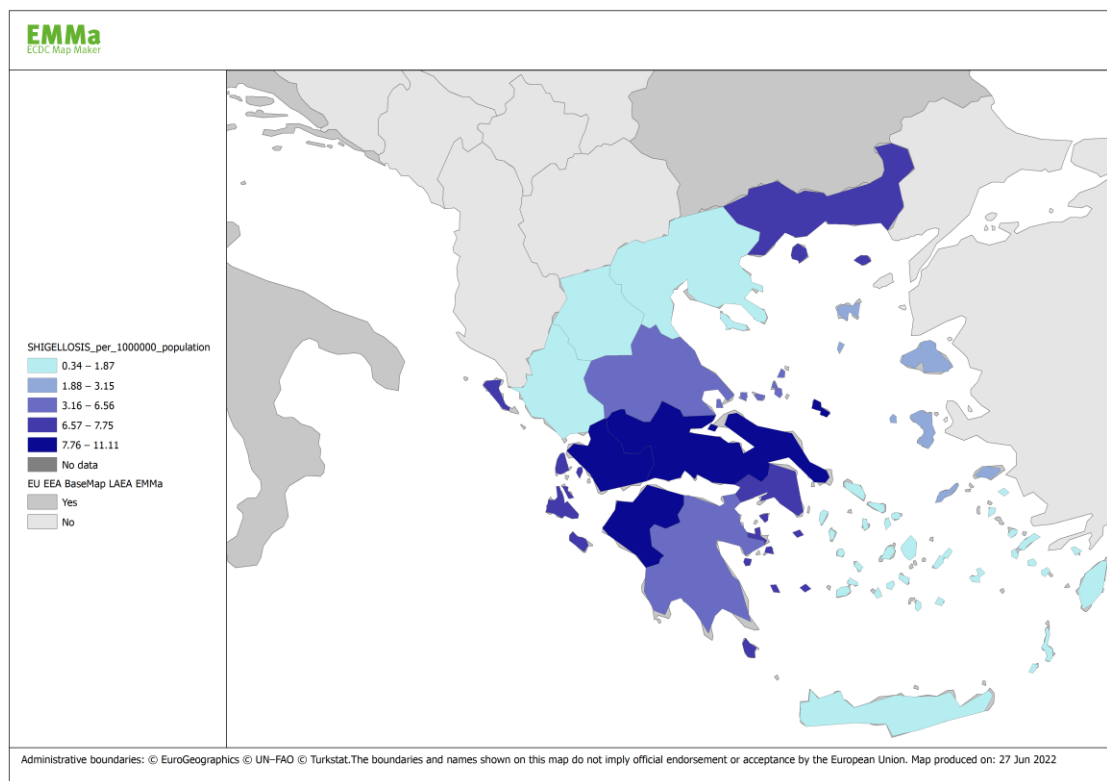 EMMa
ECDC Map Maker
SHIGELLOSIS_per_1000000_population
0.34 – 1.87
1.88 – 3.15
3.16 – 6.56
6.57 – 7.75
7.76 – 11.11
No data
EU EEA BaseMap LAEA EMMa
Yes
No
Administrative boundaries: © EuroGeographics © UN–FAO © Turkstat.The boundaries and names shown on this map do not imply official endorsement or acceptance by the European Union. Map produced on: 27 Jun 2022